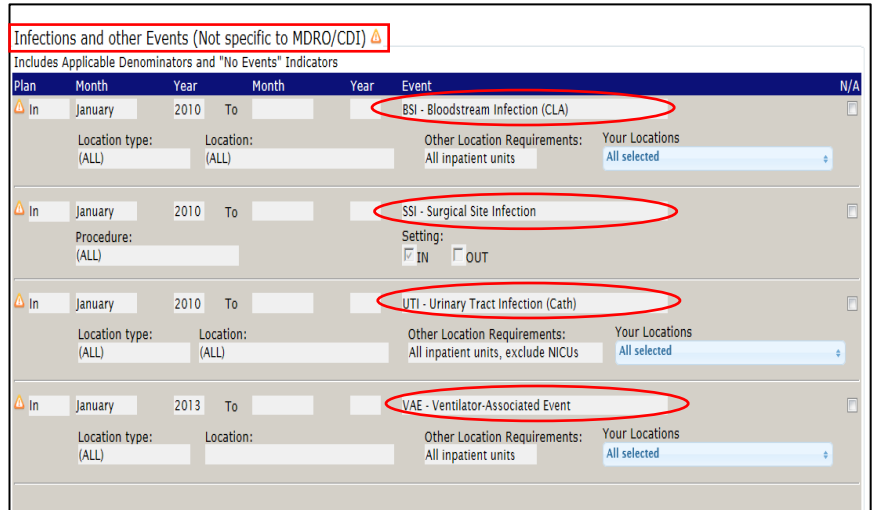 Infections and other Events (Not specific to MDRO/CDI)
Includes Applicable Denominators and "No Events" Indicators
Plan Month Year Month Year Event N/A
In January 2010 To BSI - Bloodstream Infection (CLA)
Location type: Location: Other Location Requirements: Your Locations
(ALL) (ALL) All inpatient units All selected
In January 2010 To SSI - Surgical Site Infection
Procedure: Setting:
(ALL) IN OUT
In January 2010 To UTI - Urinary Tract Infection (Cath)
Location type: Location: Other Location Requirements: Your Locations
(ALL) (ALL) All inpatient units, exclude NICUs All selected
In January 2013 To VAE - Ventilator-Associated Event
Location type: Location: Other Location Requirements: Your Locations
(ALL) All inpatient units All selected